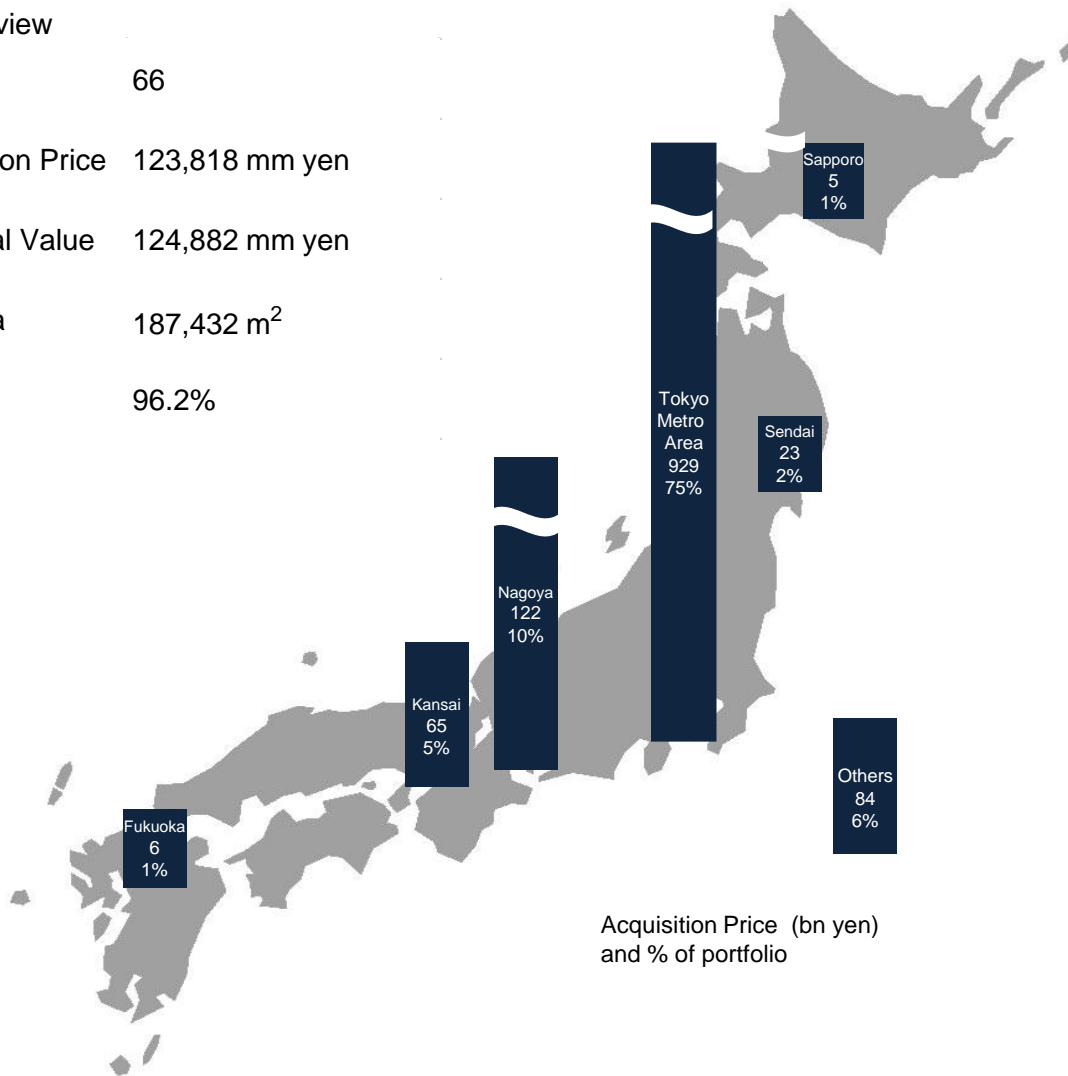 view
66
on Price 123,818 mm yen
al Value 124,882 mm yen
a 187,432 m²
96.2%
Sapporo
5
1%
Tokyo
Metro
Area
929
75%
Sendai
23
2%
Nagoya
122
10%
Kansai
65
5%
Others
84
6%
Fukuoka
6
1%
Acquisition Price (bn yen)
and % of portfolio